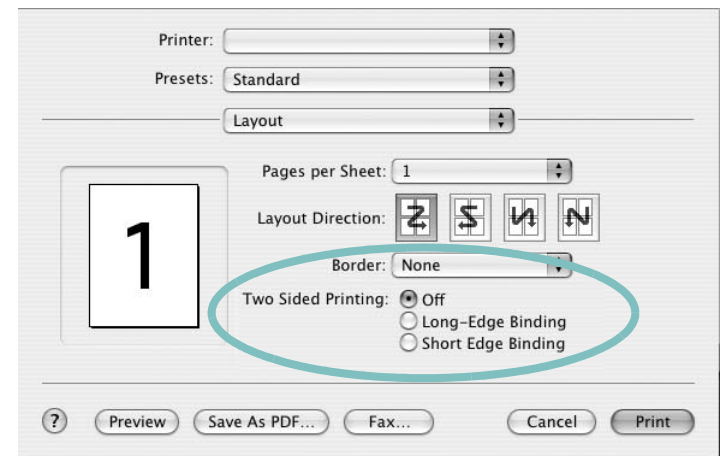 Printer:
Presets: Standard
Layout
Pages per Sheet: 1
Layout Direction:
1
Border: None
Two Sided Printing: Off
Long-Edge Binding
Short Edge Binding
? Preview Save As PDF... Fax... Cancel Print